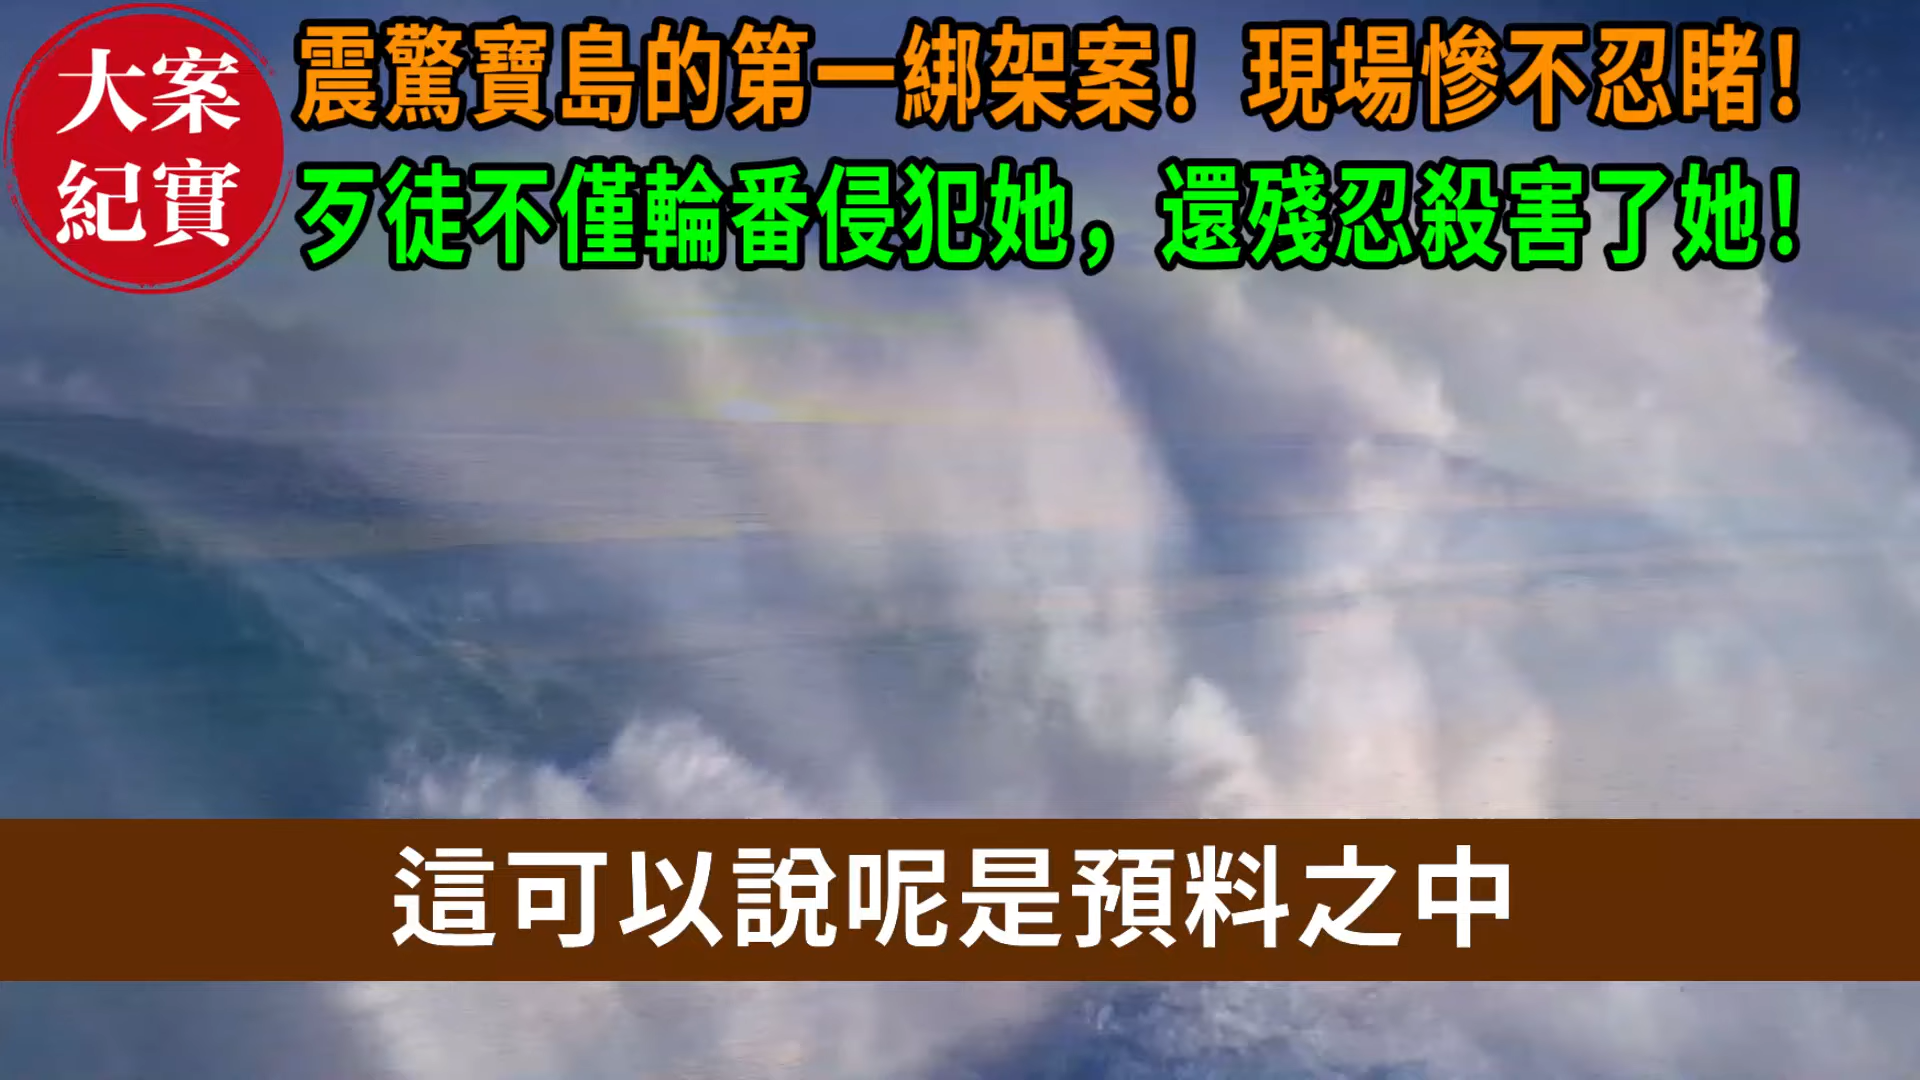 大案
紀實
震驚寶島的第一綁架案！現場慘不忍睹！
歹徒不僅輪番侵犯她，還殘忍殺害了她！
這可以說呢是預料之中